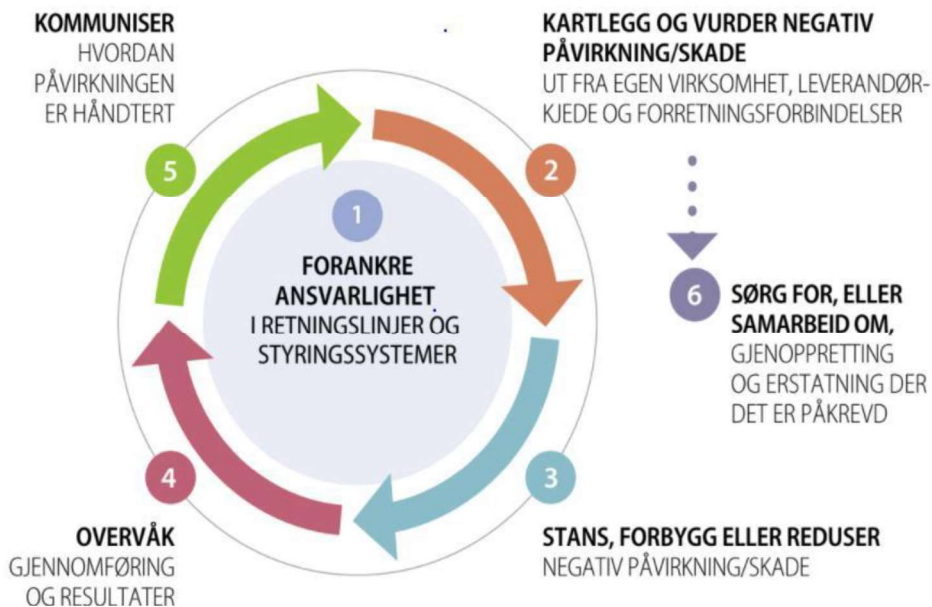 KOMMUNISER
HVORDAN
PÅVIRKNINGEN
ER HÅNDTERT
5
KARTLEGG OG VURDER NEGATIV
PÅVIRKNING/SKADE
UT FRA EGEN VIRKSOMHET, LEVERANDØR-
KJEDE OG FORRETNINGSFORBINDELSER
2
1
FORANKRE
ANSVARLIGHET
I RETNINGSLINJER OG
STYRINGSSYSTEMER
6
SØRG FOR, ELLER
SAMARBEID OM,
GJENOPPRETTING
OG ERSTATNING DER
DET ER PÅKREVD
4
OVERVÅK
GJENNOMFØRING
OG RESULTATER
3
STANS, FORBYGG ELLER REDUSER
NEGATIV PÅVIRKNING/SKADE